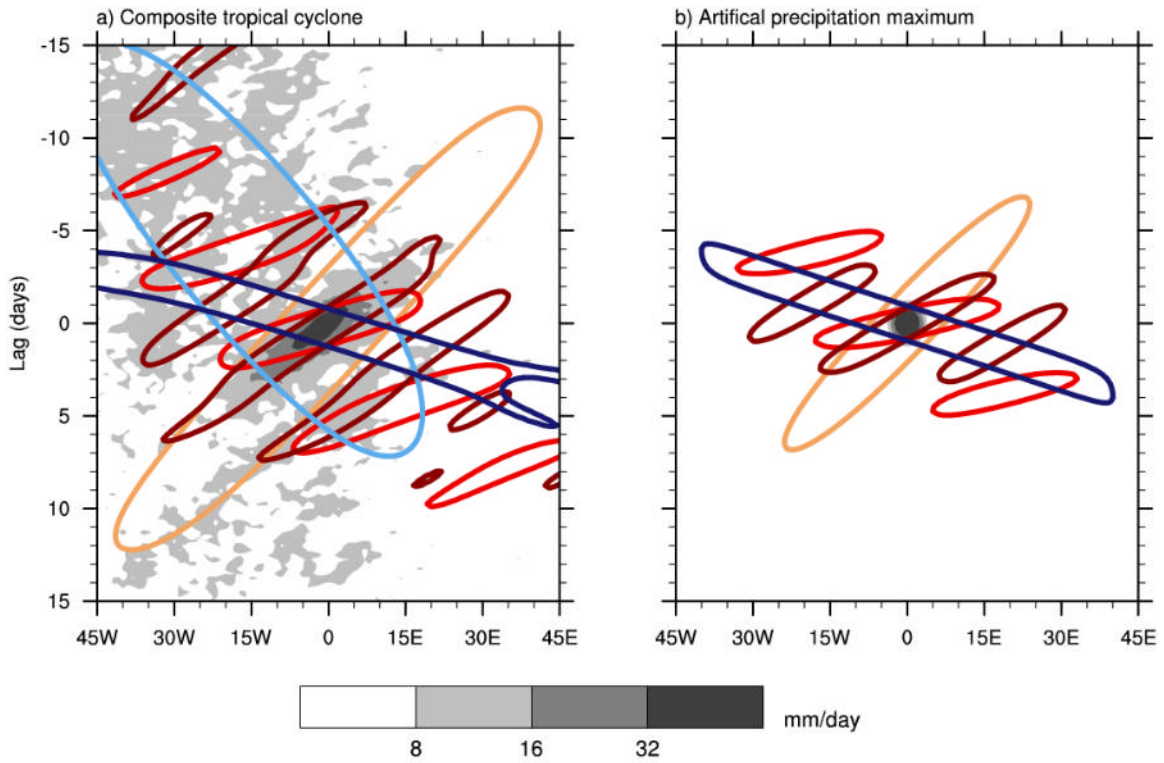 a) Composite tropical cyclone
b) Artifical precipitation maximum
Lag (days)
-15
-10
-5
0
5
10
15
45W 30W 15W 0 15E 30E 45E
45W 30W 15W 0 15E 30E 45E
8 16 32
mm/day